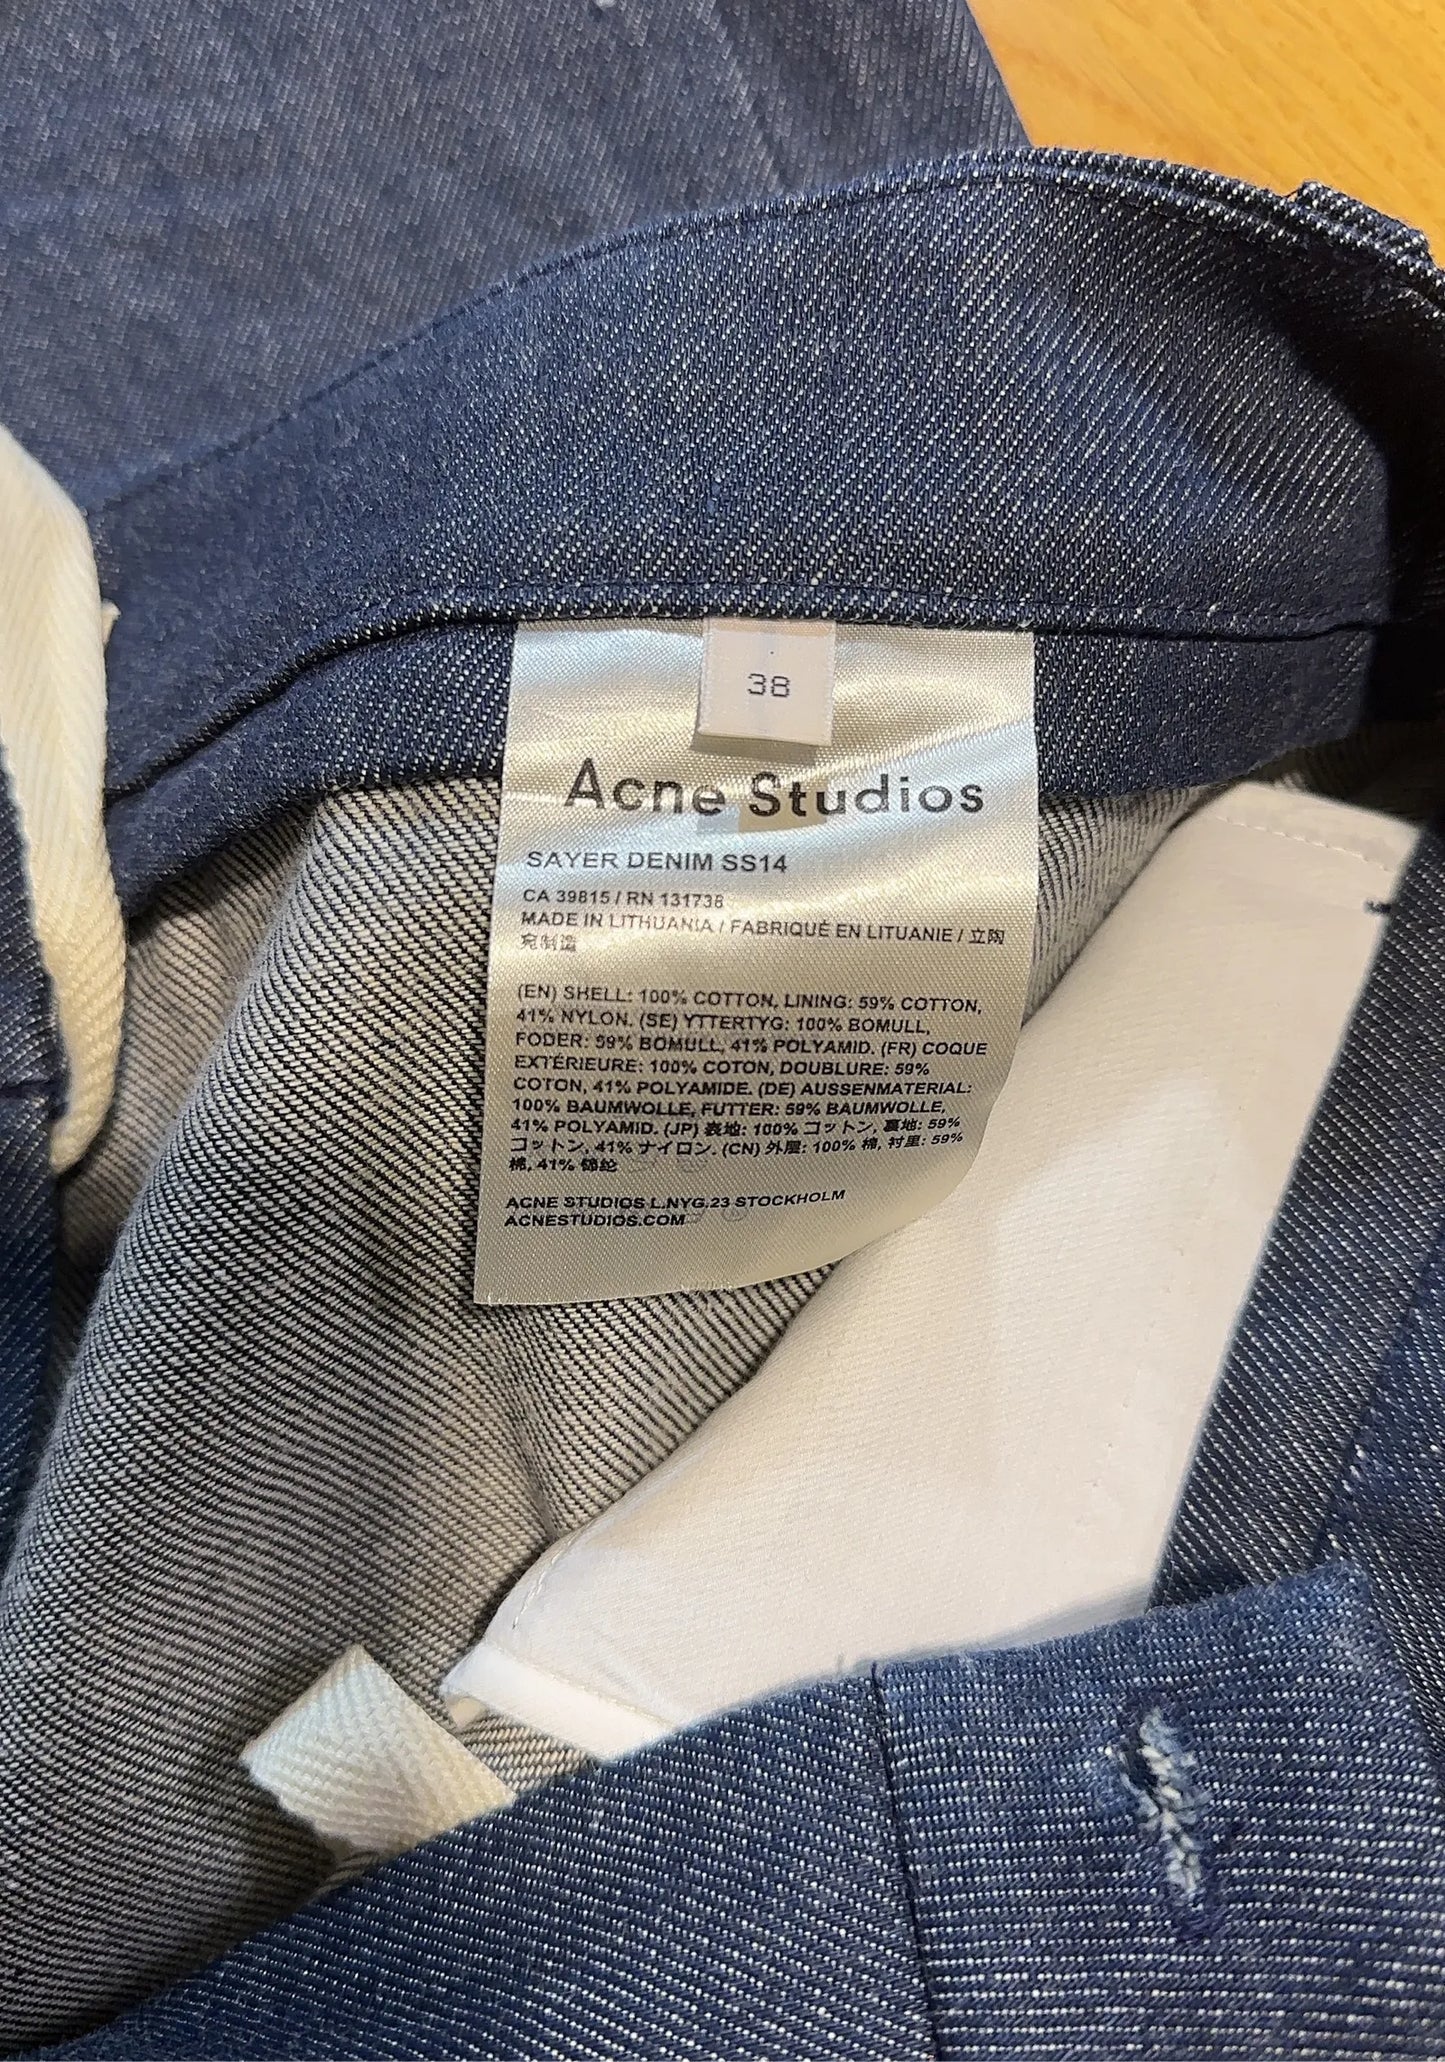 38
Acne Studios
SAYER DENIM SS14
CA 39815 / RN 131738
MADE IN LITHUANIA / FABRIQUÉ EN LITUANIE / 立陶
宛制造
(EN) SHELL: 100% COTTON, LINING: 59% COTTON,
41% NYLON. (SE) YTTERTYG: 100% BOMULL,
FODER: 59% BOMULL, 41% POLYAMID. (FR) COQUE
EXTÉRIEURE: 100% COTON, DOUBLURE: 59%
COTON, 41% POLYAMIDE. (DE) AUSSENMATERIAL:
100% BAUMWOLLE, FUTTER: 59% BAUMWOLLE,
41% POLYAMID. (JP) 表地: 100% コットン, 裏地: 59%
コットン, 41% ナイロン. (CN) 外层: 100% 棉, 衬里: 59%
棉, 41% 锦纶
ACNE STUDIOS L.NYG.23 STOCKHOLM
ACNESTUDIOS.COM